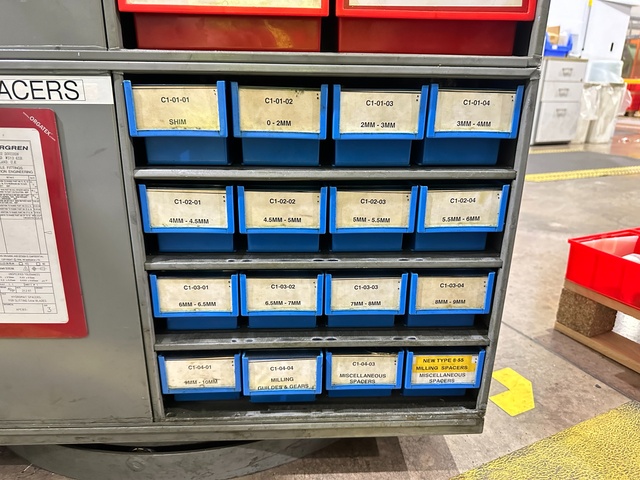 ACERS
ORGATEX
RGREN
C1-01-01
SHIM
C1-01-02
0 - 2MM
C1-01-03
2MM - 3MM
C1-01-04
3MM - 4MM
C1-02-01
4MM - 4.5MM
C1-02-02
4.5MM - 5MM
C1-02-03
5MM - 5.5MM
C1-02-04
5.5MM - 6MM
C1-03-01
6MM - 6.5MM
C1-03-02
6.5MM - 7MM
C1-03-03
7MM - 8MM
C1-03-04
8MM - 9MM
C1-04-01
9MM - 10MM
C1-04-04
MILLING
GUILDES & GEARS
C1-04-03
MISCELLANEOUS
SPACERS
NEW TYPE S-55
MILLING SPACERS
MISCELLANEOUS
SPACERS